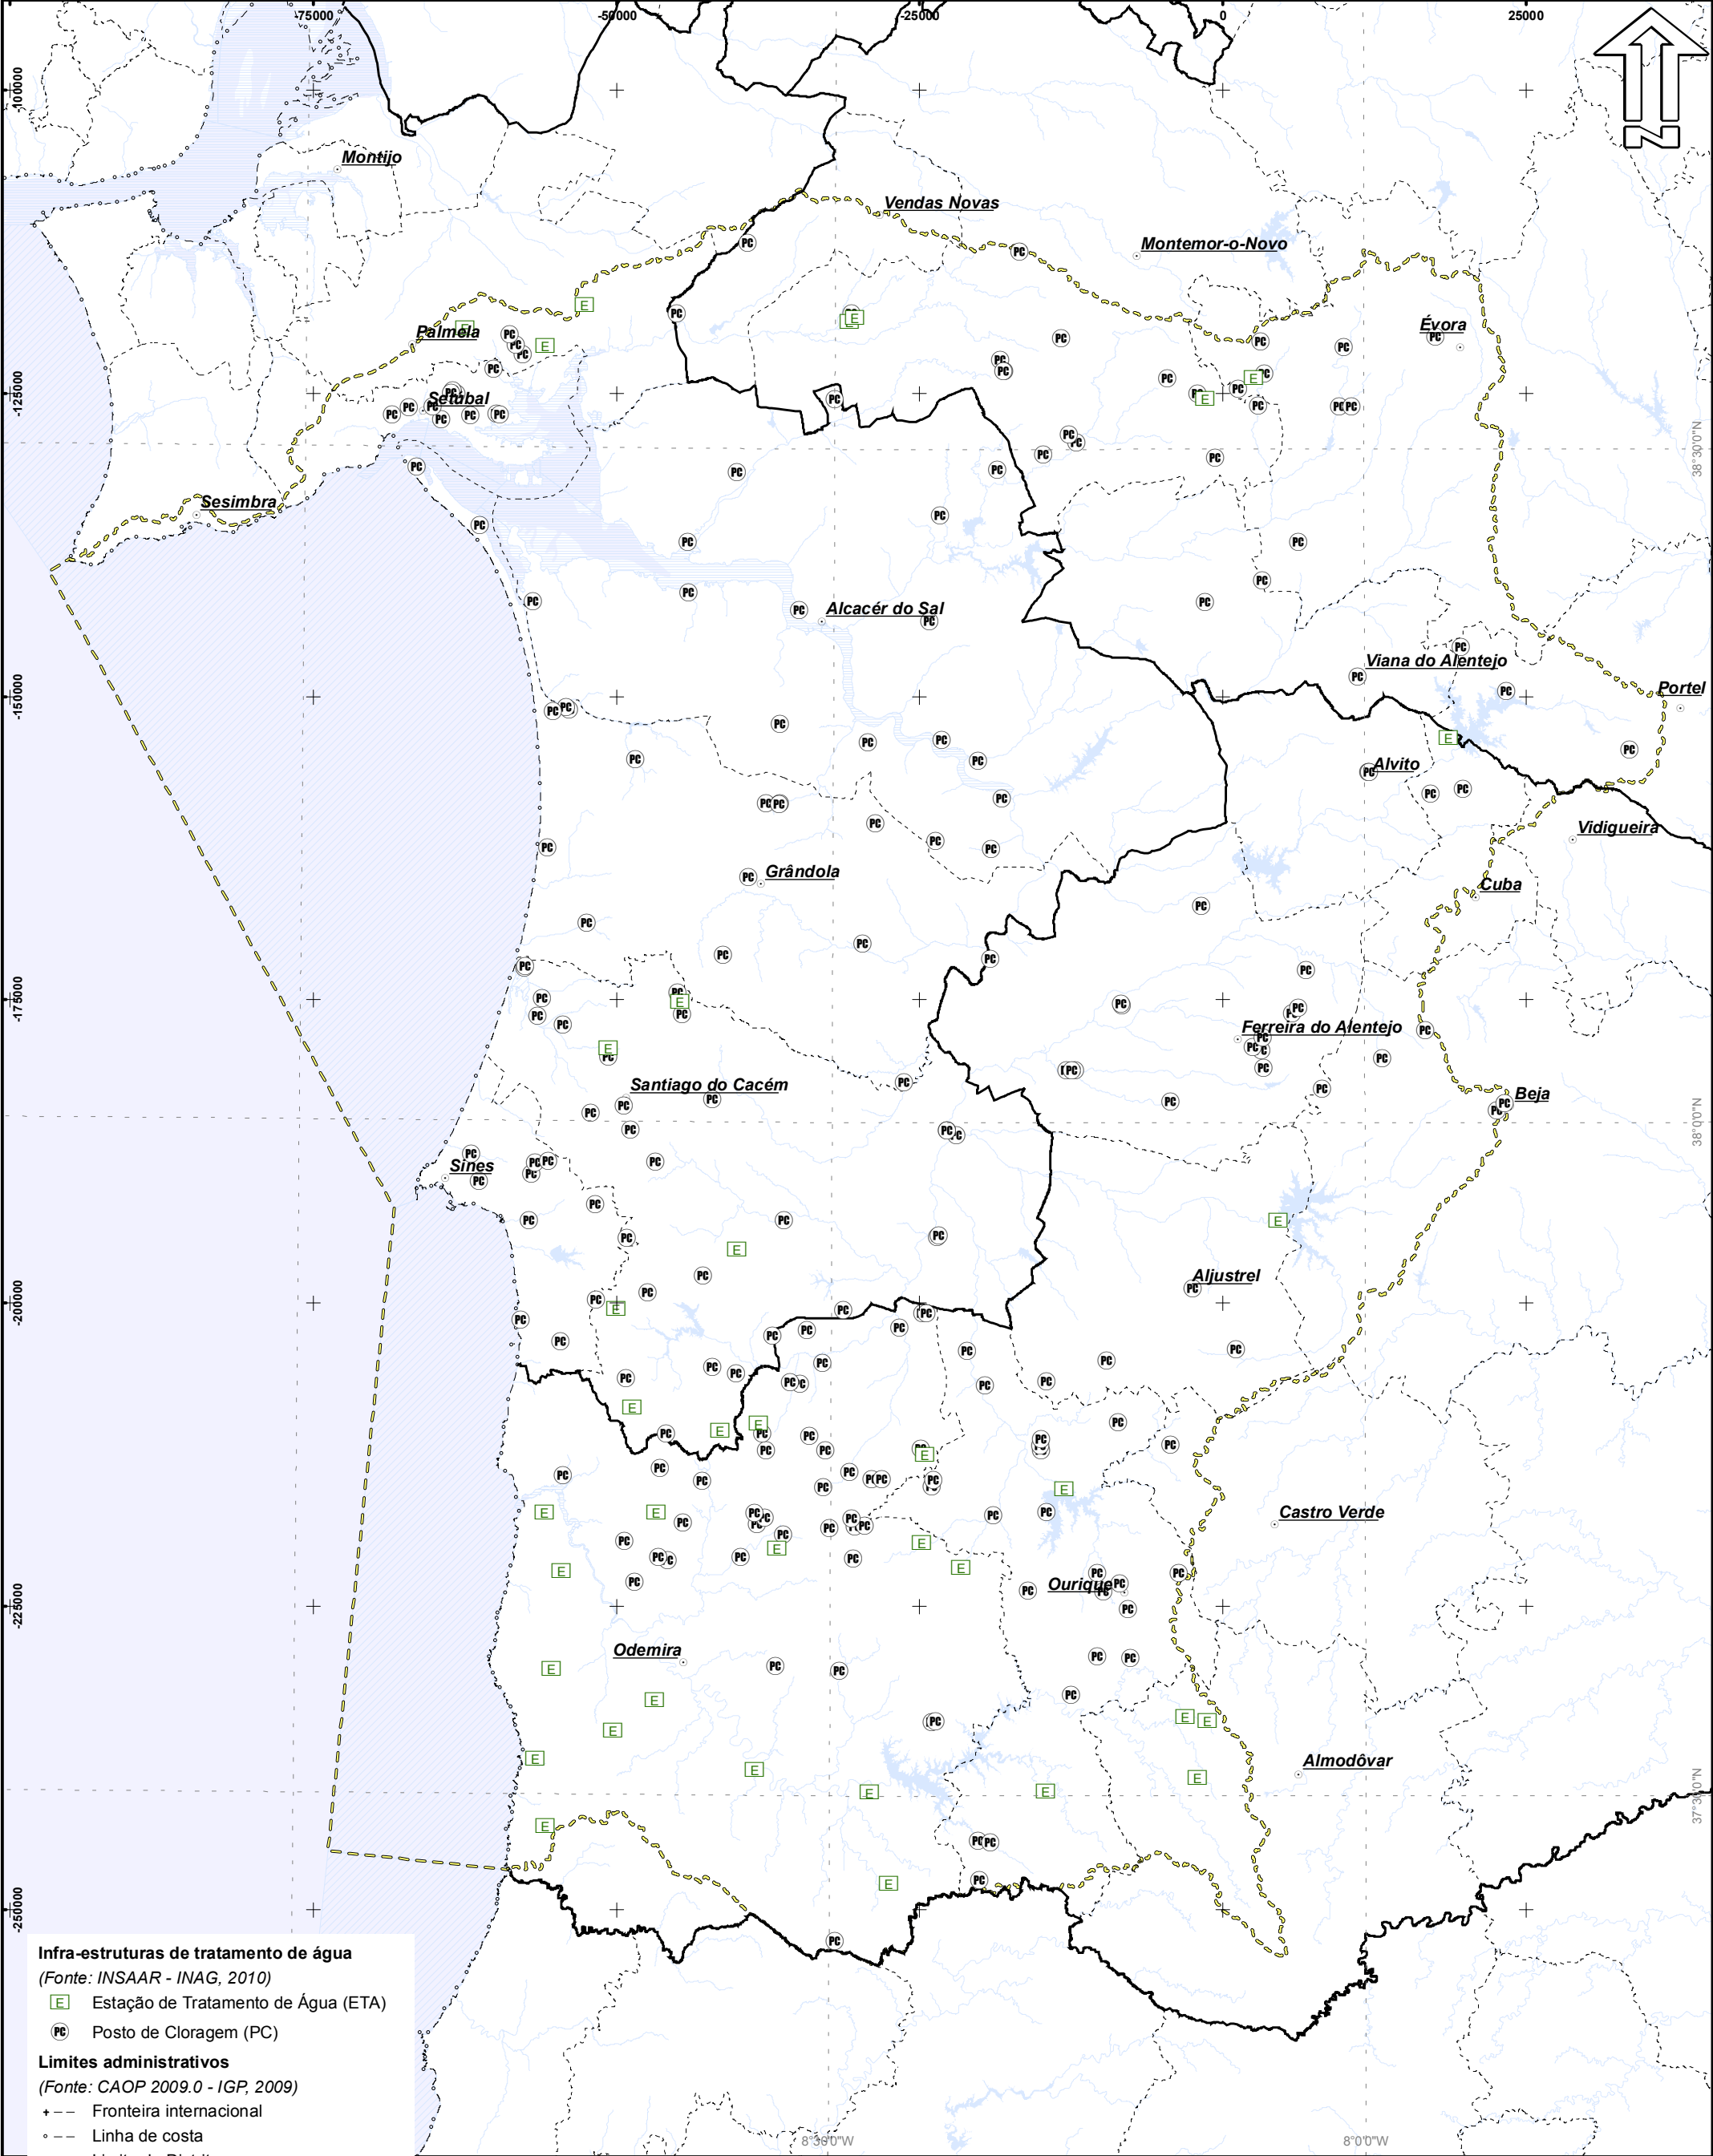 -75000
-50000
-25000
0
25000
-100000
N
Montijo
Vendas Novas
Montemor-o-Novo
Palmela
Évora
-125000
Setúbal
38°30'0"N
Sesimbra
Alcacér do Sal
Viana do Alentejo
Portel
-150000
Alvito
Vidigueira
Grândola
Cuba
-175000
Ferreira do Alentejo
Santiago do Cacém
Beja
38°0'0"N
Sines
Aljustrel
-200000
Castro Verde
Ourique
-225000
Odemira
Almodôvar
37°30'0"N
-250000
Infra-estruturas de tratamento de água
(Fonte: INSAAR - INAG, 2010)
E Estação de Tratamento de Água (ETA)
PC Posto de Cloragem (PC)
Limites administrativos
(Fonte: CAOP 2009.0 - IGP, 2009)
Fronteira internacional
Linha de costa
8°30'0"W
8°0'0"W